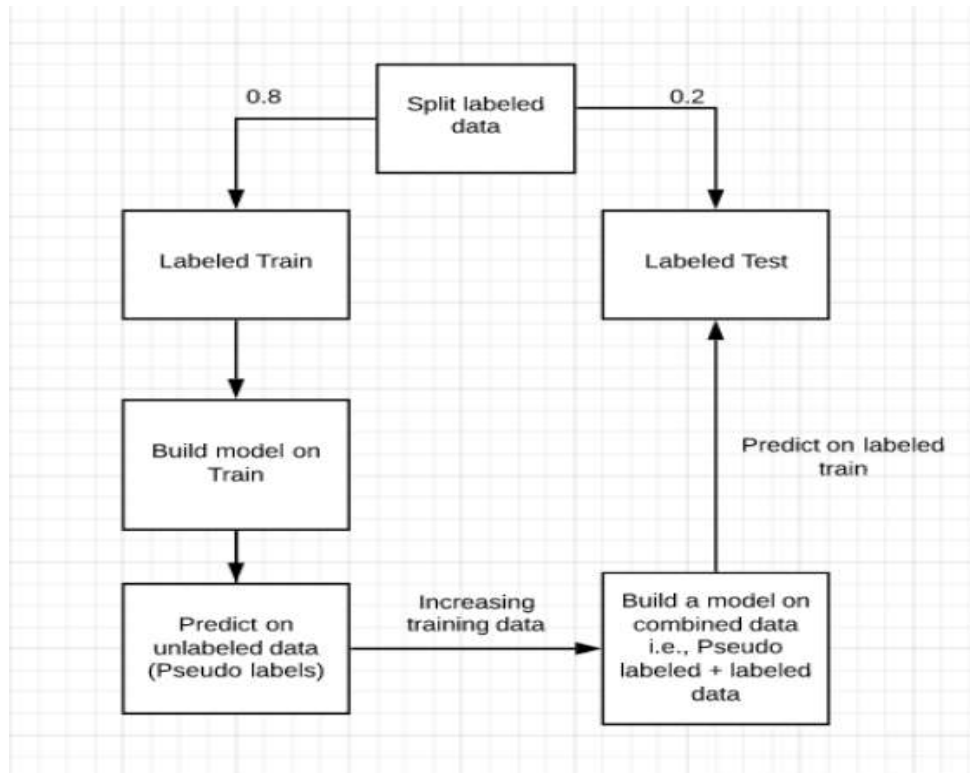 0.8
Split labeled
data
0.2
Labeled Train
Labeled Test
Build model on
Train
Predict on labeled
train
Predict on
unlabeled data
(Pseudo labels)
Increasing
training data
Build a model on
combined data
i.e., Pseudo
labeled + labeled
data